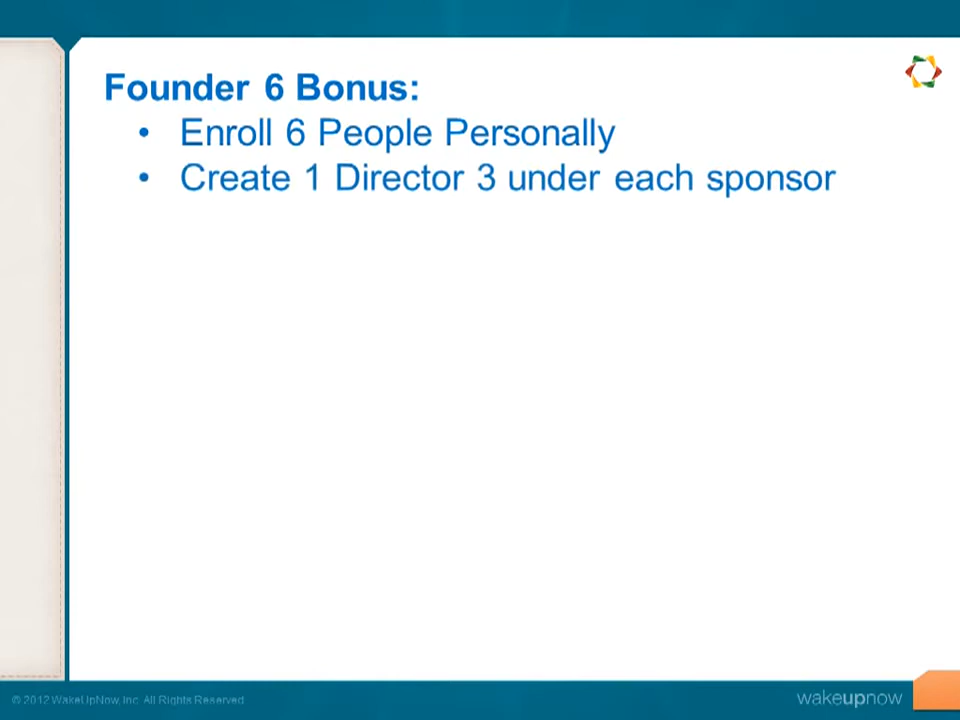 Founder 6 Bonus:
• Enroll 6 People Personally
• Create 1 Director 3 under each sponsor
© 2012 WakeUpNow, Inc. All Rights Reserved
wakeupnow